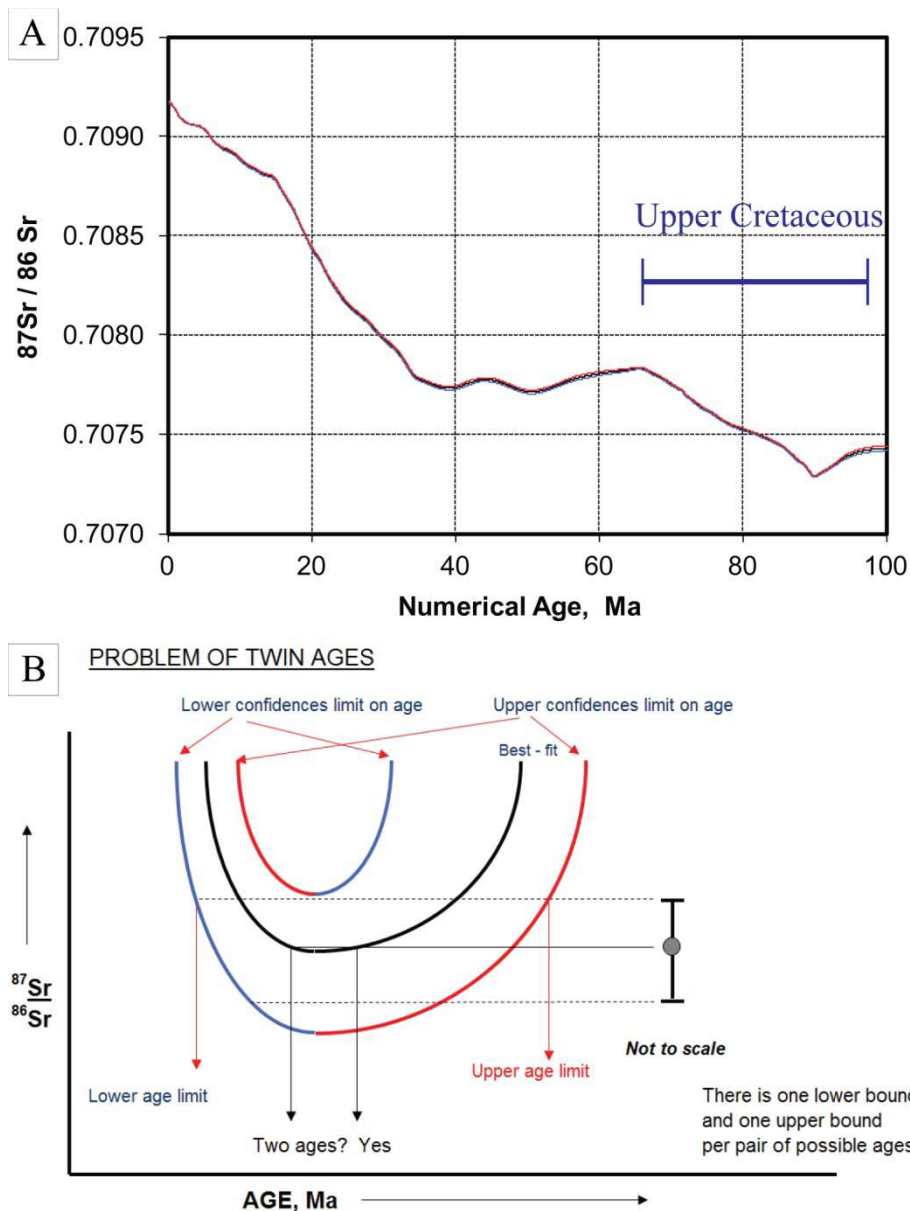 A
0.7095
0.7090
0.7085
0.7080
0.7075
0.7070
87Sr / 86 Sr
Upper Cretaceous
0 20 40 60 80 100
Numerical Age, Ma
B
PROBLEM OF TWIN AGES
Lower confidences limit on age Upper confidences limit on age
Best - fit
87Sr
86Sr
Not to scale
Lower age limit Upper age limit
There is one lower bound
and one upper bound
per pair of possible ages
Two ages? Yes
AGE, Ma